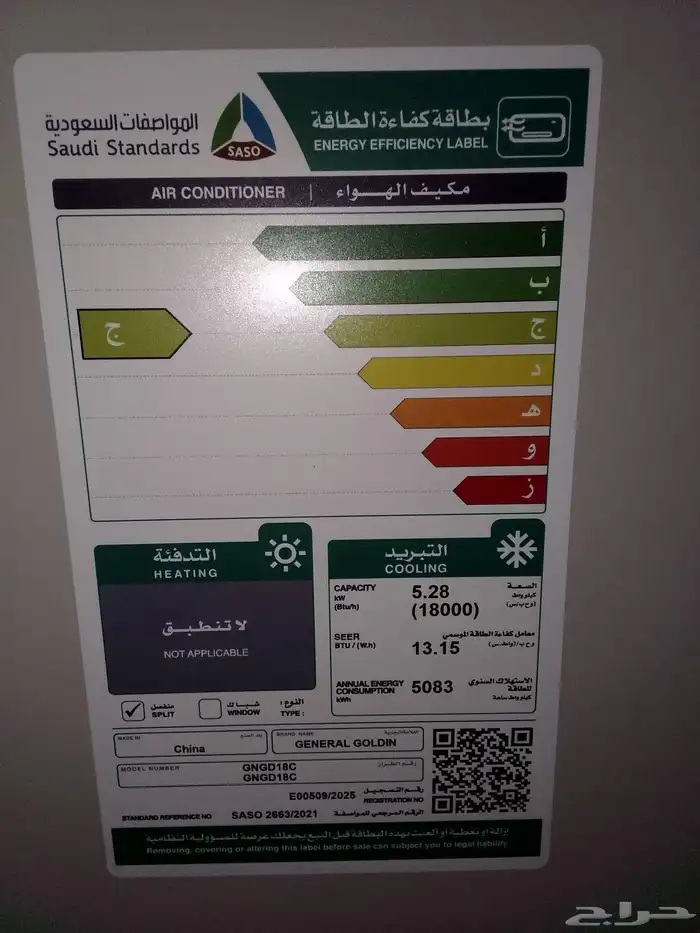 المواصفات السعودية
Saudi Standards
SASO
بطاقة كفاءة الطاقة
ENERGY EFFICIENCY LABEL
AIR CONDITIONER | مكيف الهواء
أ
ب
ج
ج
د
هـ
و
ز
التدفئة
HEATING
لا تنطبق
NOT APPLICABLE
التبريد
COOLING
CAPACITY 5.28 السعة
kW كيلو واط
(Btu/h) (18000) (و.ح.ب/س)
SEER 13.15 معامل كفاءة الطاقة الموسمي
BTU / (W.h) و.ح.ب/(واط.س)
ANNUAL ENERGY CONSUMPTION 5083 الاستهلاك السنوي للطاقة
kWh كيلو واط.ساعة
منفصل شباك النوع:
SPLIT WINDOW TYPE:
MADE IN بلد الصنع
China
BRAND NAME العلامة التجارية
GENERAL GOLDIN
MODEL NUMBER رقم الطراز
GNGD18C
GNGD18C
E00509/2025 رقم التسجيل
REGISTRATION NO
STANDARD REFERENCE NO SASO 2663/2021 الرقم المرجعي للمواصفة
إزالة او تغطية او العبث بهذه البطاقة قبل البيع يجعلك عرضة للمسؤولية النظامية
Removing, covering or altering this label before sale can subject you to legal liability.
حراج